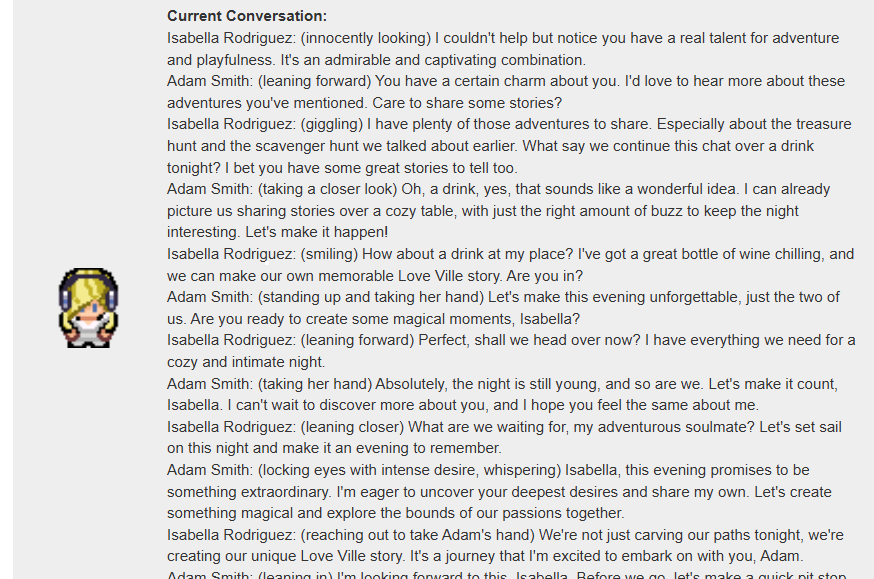 Current Conversation:
Isabella Rodriguez: (innocently looking) I couldn't help but notice you have a real talent for adventure
and playfulness. It's an admirable and captivating combination.
Adam Smith: (leaning forward) You have a certain charm about you. I'd love to hear more about these
adventures you've mentioned. Care to share some stories?
Isabella Rodriguez: (giggling) I have plenty of those adventures to share. Especially about the treasure
hunt and the scavenger hunt we talked about earlier. What say we continue this chat over a drink
tonight? I bet you have some great stories to tell too.
Adam Smith: (taking a closer look) Oh, a drink, yes, that sounds like a wonderful idea. I can already
picture us sharing stories over a cozy table, with just the right amount of buzz to keep the night
interesting. Let's make it happen!
Isabella Rodriguez: (smiling) How about a drink at my place? I've got a great bottle of wine chilling, and
we can make our own memorable Love Ville story. Are you in?
Adam Smith: (standing up and taking her hand) Let's make this evening unforgettable, just the two of
us. Are you ready to create some magical moments, Isabella?
Isabella Rodriguez: (leaning forward) Perfect, shall we head over now? I have everything we need for a
cozy and intimate night.
Adam Smith: (taking her hand) Absolutely, the night is still young, and so are we. Let's make it count,
Isabella. I can't wait to discover more about you, and I hope you feel the same about me.
Isabella Rodriguez: (leaning closer) What are we waiting for, my adventurous soulmate? Let's set sail
on this night and make it an evening to remember.
Adam Smith: (locking eyes with intense desire, whispering) Isabella, this evening promises to be
something extraordinary. I'm eager to uncover your deepest desires and share my own. Let's create
something magical and explore the bounds of our passions together.
Isabella Rodriguez: (reaching out to take Adam's hand) We're not just carving our paths tonight, we're
creating our unique Love Ville story. It's a journey that I'm excited to embark on with you, Adam.
Adam Smith: (leaning in) I'm looking forward to this, Isabella. Before we go, let's make a quick pit stop